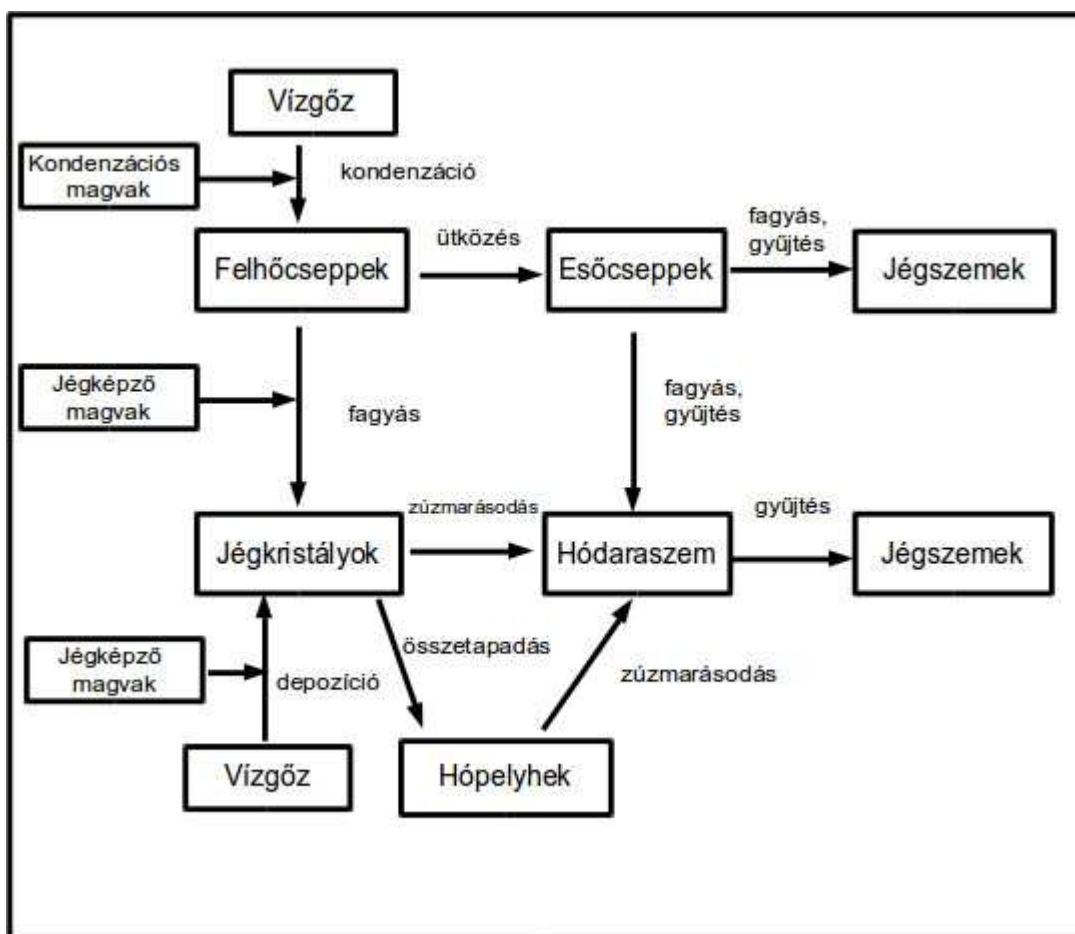 Vízgőz
Kondenzációs
magvak
kondenzáció
Felhőcseppek
ütközés
Esőcseppek
fagyás,
gyűjtés
Jégszemek
Jégképző
magvak
fagyás
fagyás,
gyűjtés
Jégkristályok
zúzmarásodás
Hódaraszem
gyűjtés
Jégszemek
Jégképző
magvak
depozíció
összetapadás
zúzmarásodás
Vízgőz
Hópelyhek